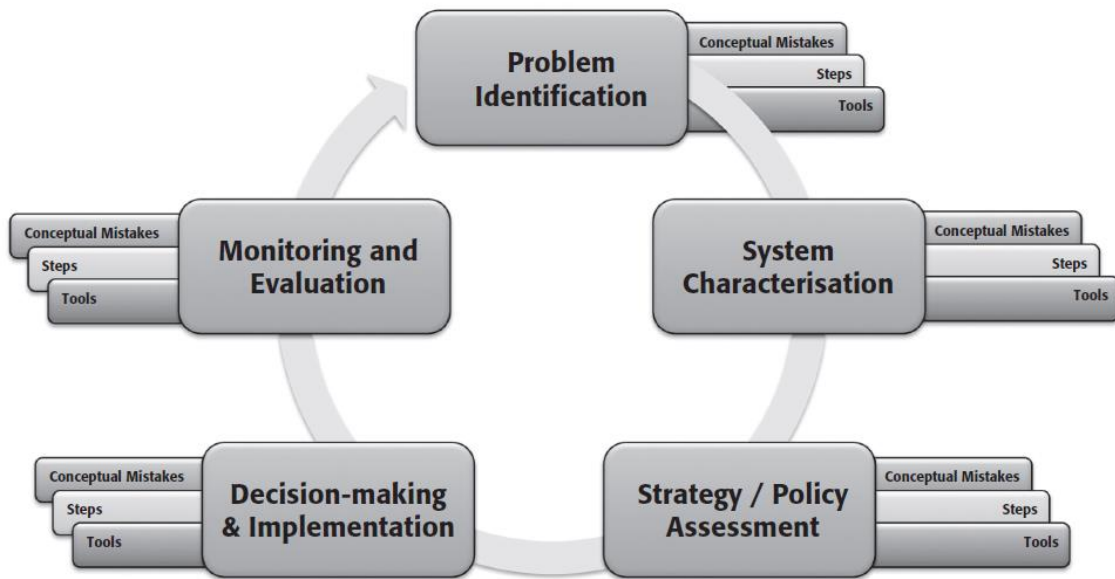 Problem
Identification
Conceptual Mistakes
Steps
Tools
System
Characterisation
Conceptual Mistakes
Steps
Tools
Strategy / Policy
Assessment
Conceptual Mistakes
Steps
Tools
Decision-making
& Implementation
Conceptual Mistakes
Steps
Tools
Monitoring and
Evaluation
Conceptual Mistakes
Steps
Tools